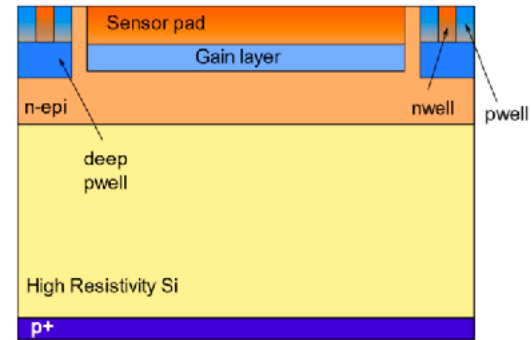 Sensor pad
Gain layer
n-epi
nwell
pwell
deep
pwell
High Resistivity Si
p+